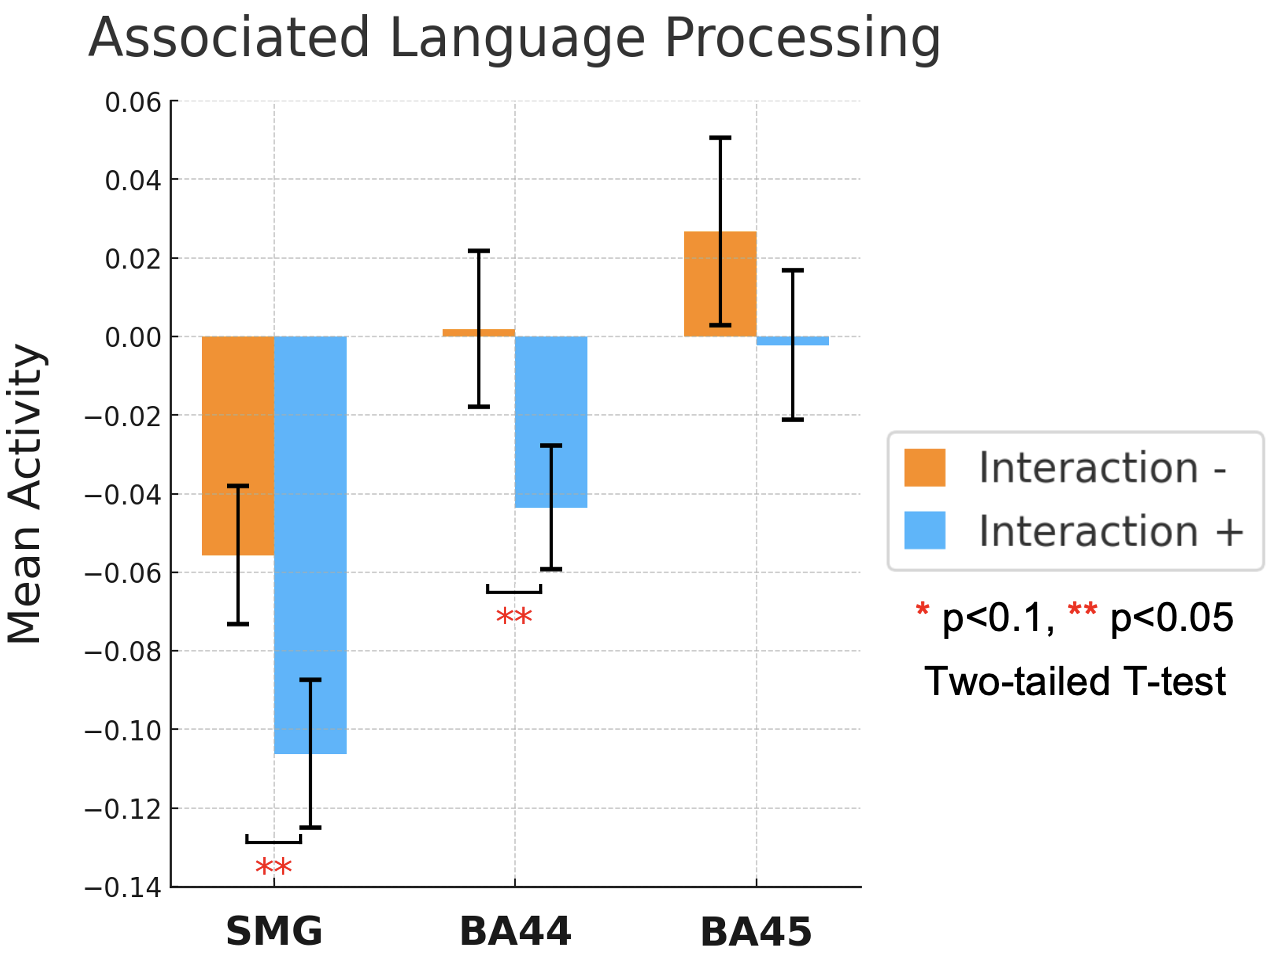 Associated Language Processing
Mean Activity
0.06
0.04
0.02
0.00
−0.02
−0.04
−0.06
−0.08
−0.10
−0.12
−0.14
**
**
SMG BA44 BA45
Interaction -
Interaction +
* p<0.1, ** p<0.05
Two-tailed T-test